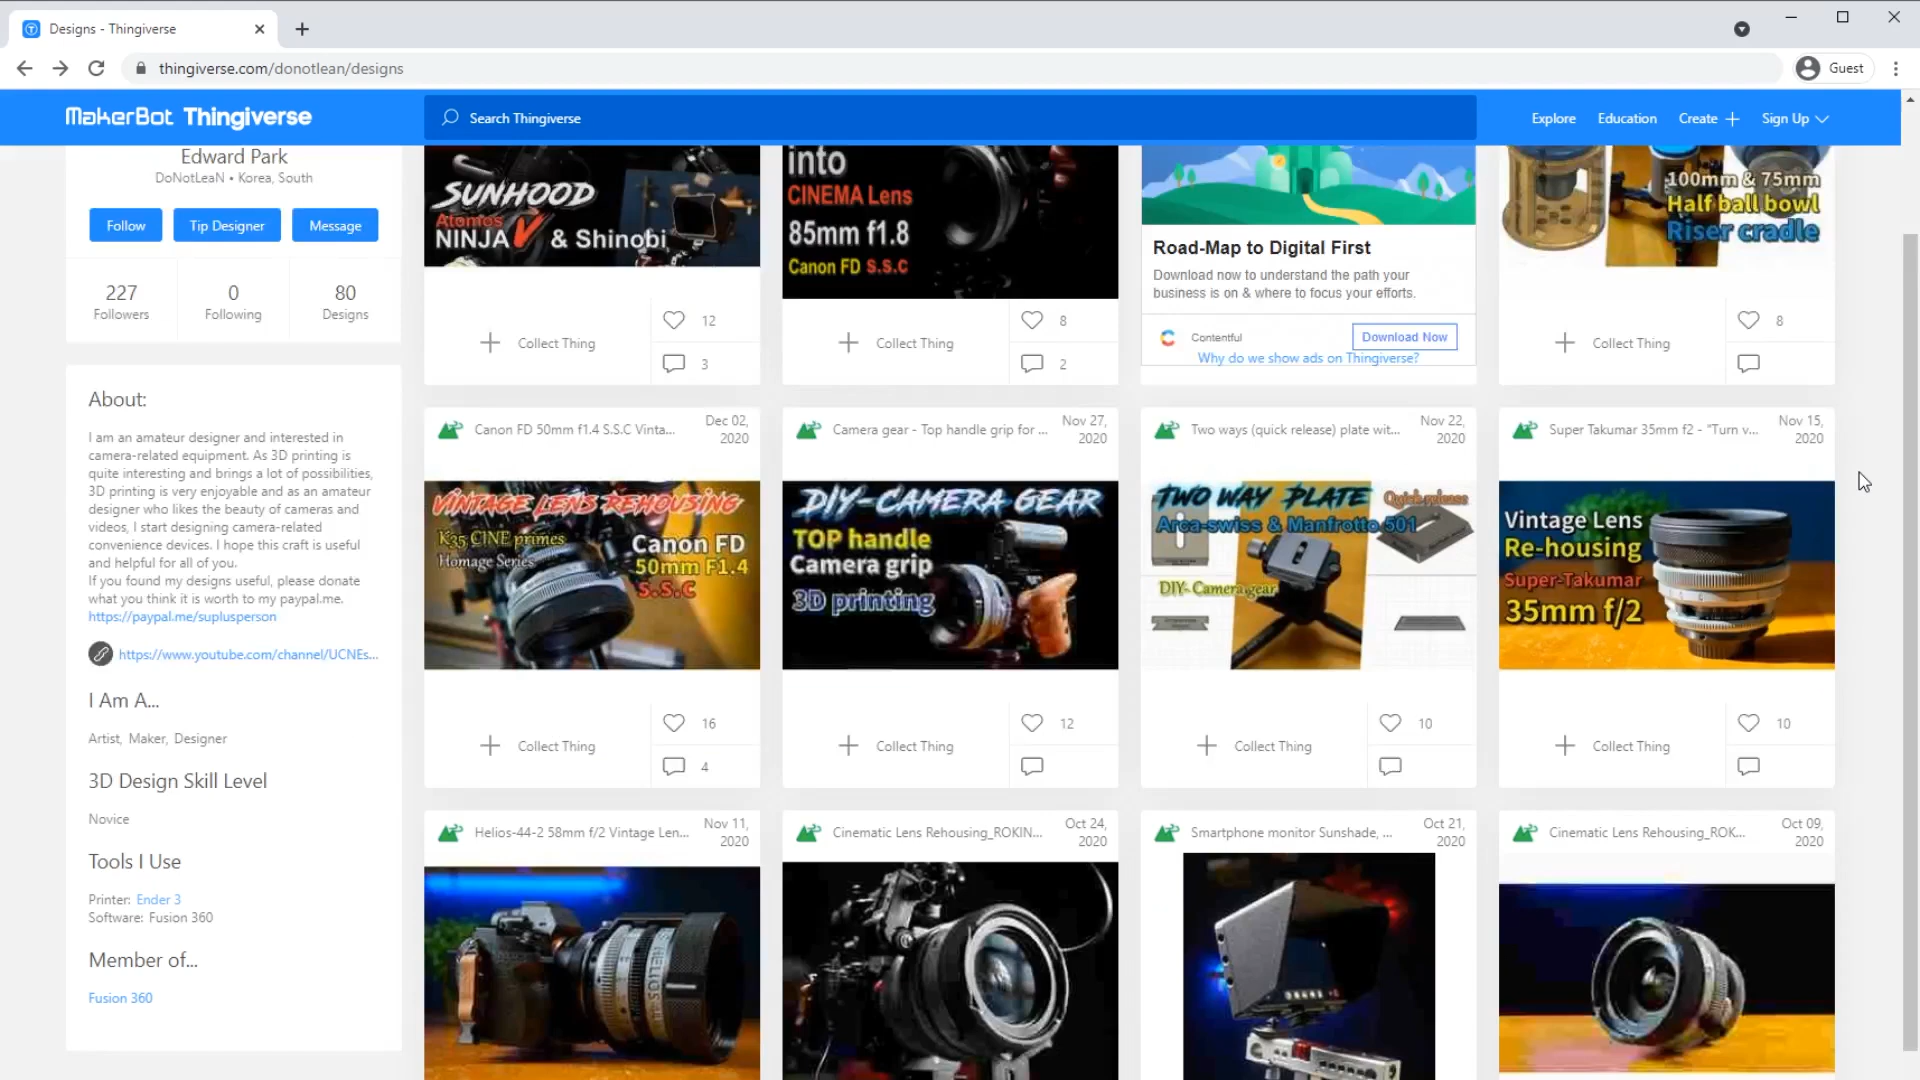 Designs - Thingiverse
thingiverse.com/donotlean/designs
Guest
MakerBot Thingiverse
Search Thingiverse
Explore
Education
Create
Sign Up
Edward Park
DoNotLeaN • Korea, South
Follow
Tip Designer
Message
227
Followers
0
Following
80
Designs
About:
I am an amateur designer and interested in
camera-related equipment. As 3D printing is
quite interesting and brings a lot of possibilities,
3D printing is very enjoyable and as an amateur
designer who likes the beauty of cameras and
videos, I start designing camera-related
convenience devices. I hope this craft is useful
and helpful for all of you.
If you found my designs useful, please donate
what you think it is worth to my paypal.me.
https://paypal.me/suplusperson
https://www.youtube.com/channel/UCNEs...
I Am A...
Artist, Maker, Designer
3D Design Skill Level
Novice
Tools I Use
Printer: Ender 3
Software: Fusion 360
Member of...
Fusion 360
SUNHOOD
Atomos
NINJA V & Shinobi
Collect Thing
12
3
into
CINEMA Lens
85mm f1.8
Canon FD S.S.C
Collect Thing
8
2
Road-Map to Digital First
Download now to understand the path your
business is on & where to focus your efforts.
Contentful
Download Now
Why do we show ads on Thingiverse?
100mm & 75mm
Half ball bowl
Riser cradle
Collect Thing
8
Canon FD 50mm f1.4 S.S.C Vinta...
Dec 02,
2020
VINTAGE LENS REHOUSING
K35 CINE primes
Homage Series
Canon FD
50mm F1.4
S.S.C
Collect Thing
16
4
Camera gear - Top handle grip for ...
Nov 27,
2020
DIY-CAMERA GEAR
TOP handle
Camera grip
3D printing
Collect Thing
12
Two ways (quick release) plate wit...
Nov 22,
2020
TWO WAY PLATE
Quick release
Arca-swiss & Manfrotto 501
DIY- Camera gear
Collect Thing
10
Super Takumar 35mm f2 - "Turn v...
Nov 15,
2020
Vintage Lens
Re-housing
Super-Takumar
35mm f/2
Collect Thing
10
Helios-44-2 58mm f/2 Vintage Len...
Nov 11,
2020
Cinematic Lens Rehousing_ROKIN...
Oct 24,
2020
Smartphone monitor Sunshade, ...
Oct 21,
2020
Cinematic Lens Rehousing_ROK...
Oct 09,
2020